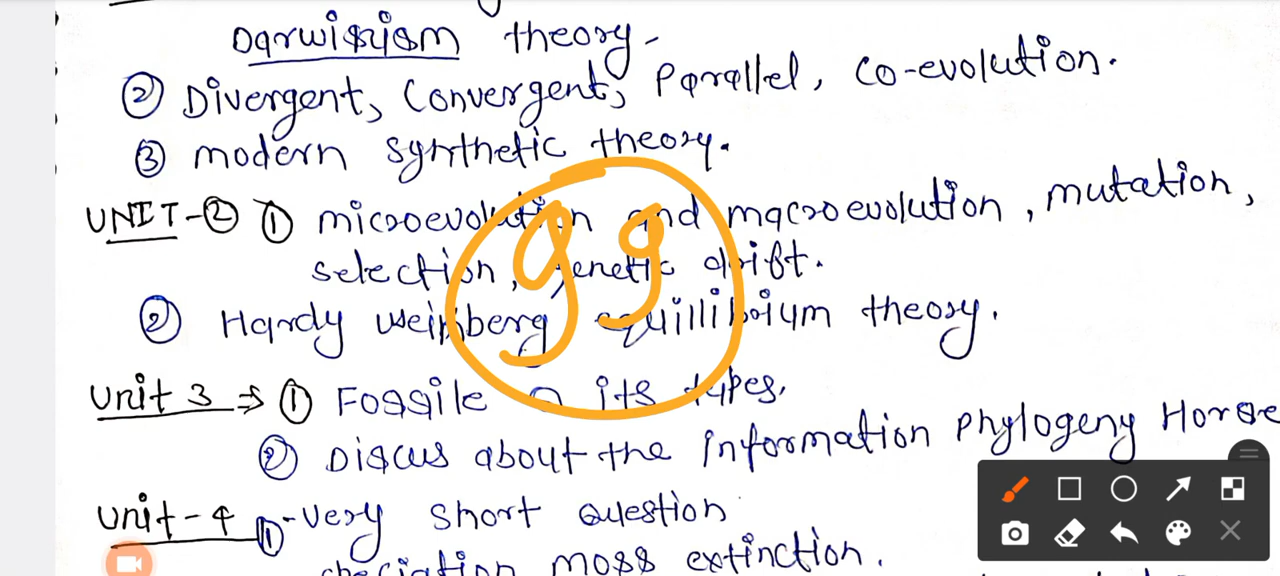 Darwinism theory-
② Divergent, Convergent, Parallel, Co-evolution.
③ modern synthetic theory.
UNIT-② ① microevolution and macroevolution, mutation,
selection, genetic drift.
② Hardy weinberg equillibrium theory.
Unit 3 ⇒ ① Fossile its types.
② Discus about the information Phylogeny Horse
Unit-4 ① -Very short question
speciation moss extinction.
99